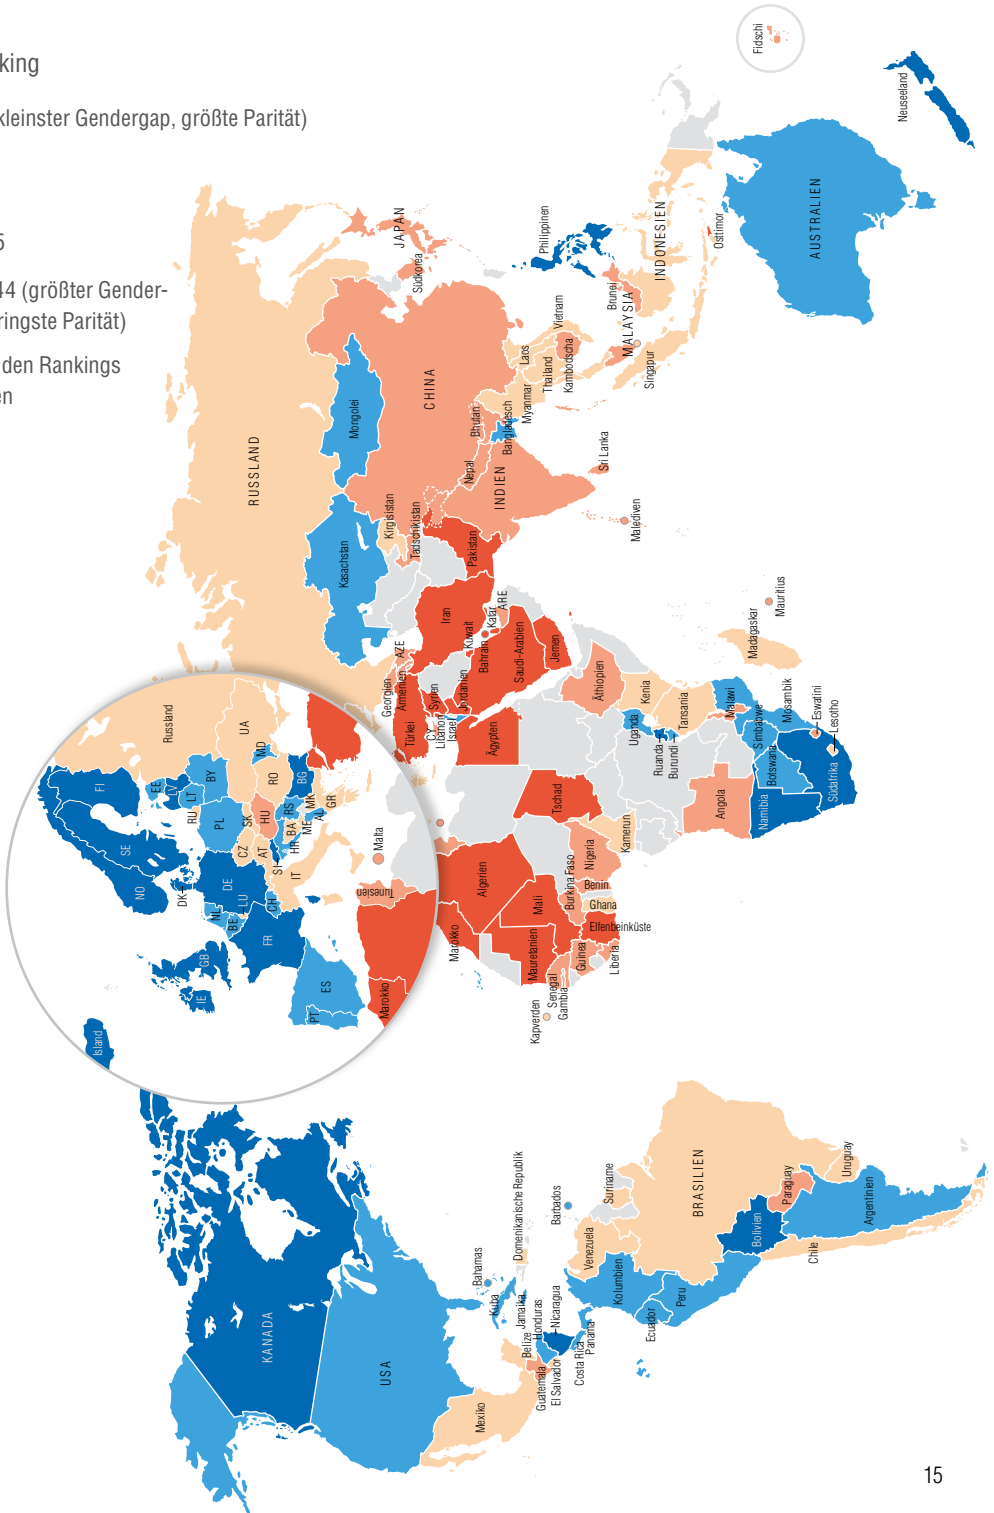 king
kleinster Gendergap, größte Parität)
5
44 (größter Gender-
ringste Parität)
den Rankings
en
Fidschi
Neuseeland
AUSTRALIEN
Osttimor
INDONESIEN
Philippinen
JAPAN
Südkorea
Brunei
MALAYSIA
Singapur
Vietnam
Laos
Thailand
Kambodscha
Myanmar
Bangladesch
Bhutan
Nepal
CHINA
Mongolei
RUSSLAND
INDIEN
Sri Lanka
Malediven
Kirgisistan
Tadschikistan
Pakistan
Kasachstan
Iran
Kuwait
Katar
ARE
Bahrain
Saudi-Arabien
Jemen
AZE
Georgien
Armenien
Türkei
Syrien
CY
Libanon
Israel
Jordanien
Ägypten
Mauritius
Madagaskar
Äthiopien
Kenia
Tansania
Uganda
Ruanda
Burundi
Malawi
Mosambik
Simbabwe
Botswana
Eswatini
Lesotho
Südafrika
Namibia
Angola
Tschad
Kamerun
Nigeria
Benin
Burkina Faso
Ghana
Elfenbeinküste
Liberia
Guinea
Mali
Algerien
Mauretanien
Marokko
Senegal
Gambia
Kapverden
Russland
UA
MD
RO
BG
FI
EE
LV
LT
BY
RU
PL
SK
HU
RS
MK
GR
AL
ME
BA
HR
SI
AT
CZ
IT
SE
NO
DK
DE
LU
CH
NL
BE
FR
GB
IE
Island
ES
PT
Malta
Tunesien
Marokko
KANADA
USA
Mexiko
Bahamas
Kuba
Jamaika
Domenikanische Republik
Barbados
Belize
Honduras
Nicaragua
Guatemala
El Salvador
Costa Rica
Panama
Suriname
Venezuela
Kolumbien
Ecuador
Peru
BRASILIEN
Bolivien
Paraguay
Uruguay
Argentinien
Chile
15